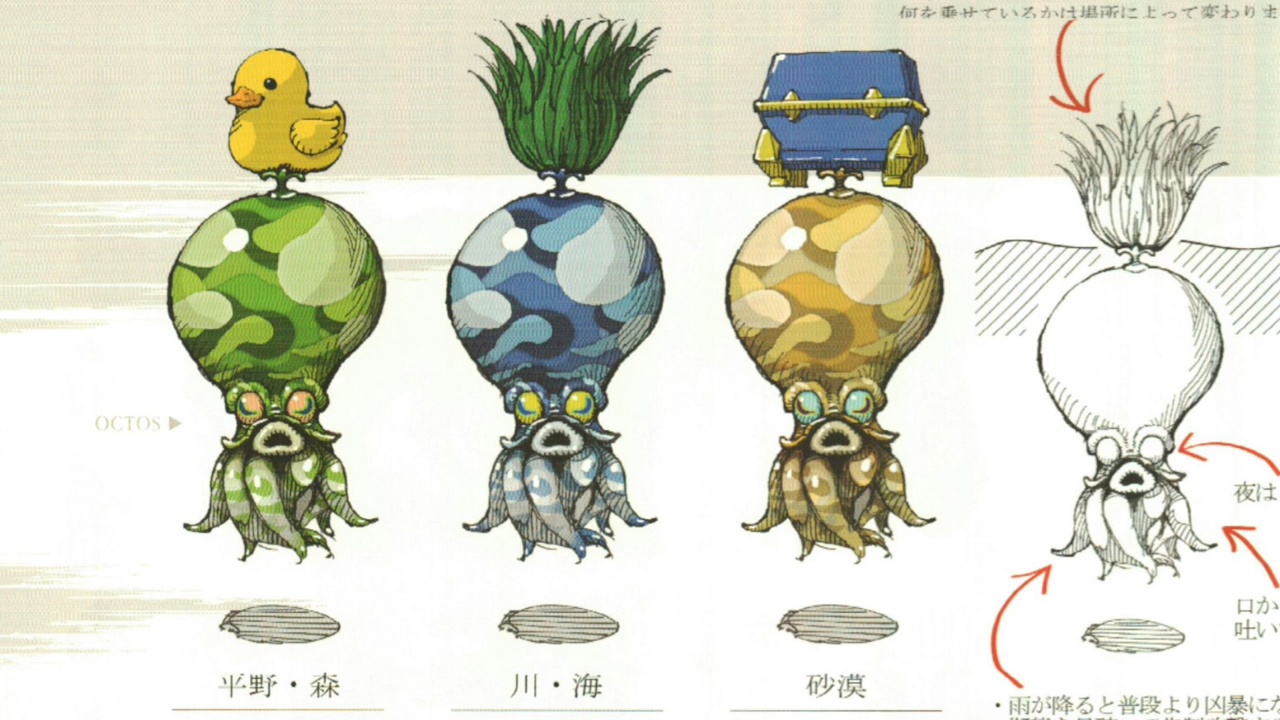 何を乗せているかは場所によって変わりま
OCTOS
夜は
口か
吐い
平野・森
川・海
砂漠
・雨が降ると普段より凶暴にな